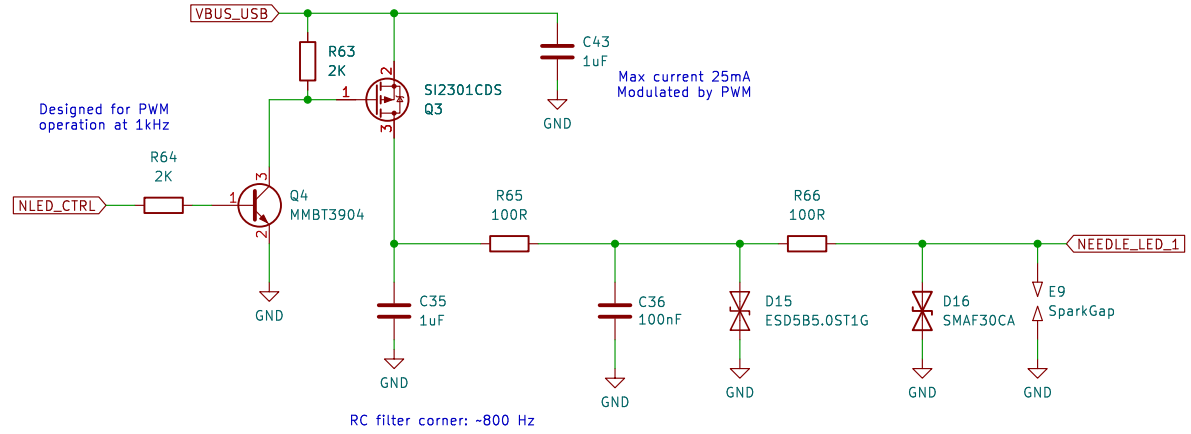 VBUS_USB
R63
2K
C43
1uF
2
SI2301CDS
Q3
1
3
Max current 25mA
Modulated by PWM
GND
Designed for PWM
operation at 1kHz
R64
2K
NLED_CTRL
3
1
Q4
MMBT3904
2
GND
R65
100R
R66
100R
NEEDLE_LED_1
C35
1uF
GND
C36
100nF
GND
D15
ESD5B5.0ST1G
GND
D16
SMAF30CA
GND
E9
SparkGap
GND
RC filter corner: ~800 Hz